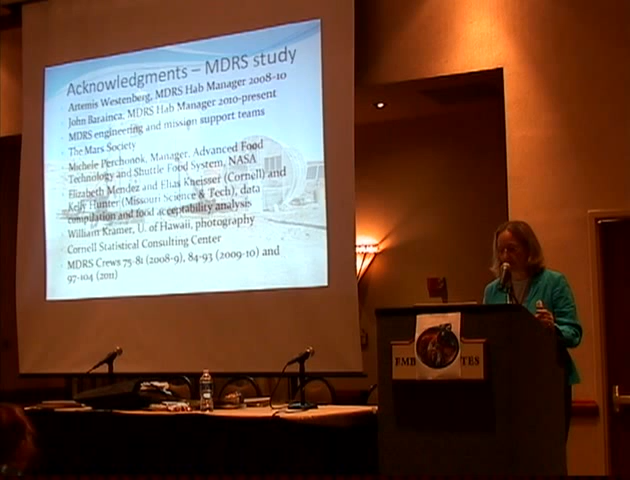 Acknowledgments – MDRS study
Artemis Westenberg, MDRS Hab Manager 2008-10
John Barainca, MDRS Hab Manager 2010-present
MDRS engineering and mission support teams
The Mars Society
Michele Perchonok, Manager, Advanced Food
Technology and Shuttle Food System, NASA
Elizabeth Mendez and Elias Kneisser (Cornell) and
Kelly Hunter (Missouri Science & Tech), data
compilation and food acceptability analysis
William Kramer, U. of Hawaii, photography
Cornell Statistical Consulting Center
MDRS Crews 75-81 (2008-9), 84-93 (2009-10) and
97-104 (2011)
EMB TES